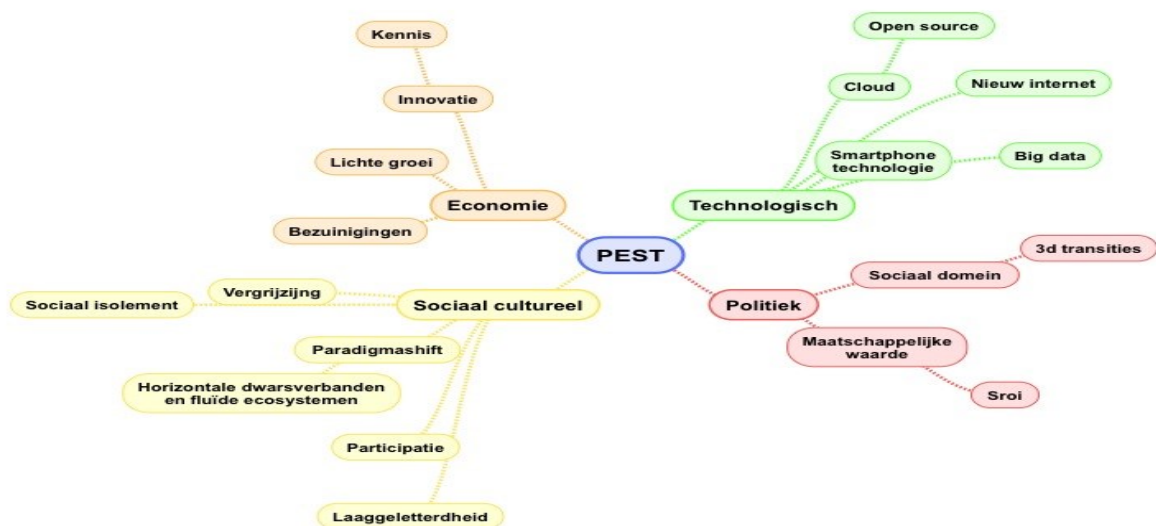 Kennis
Innovatie
Lichte groei
Bezuinigingen
Economie
Open source
Cloud
Nieuw internet
Smartphone
technologie
Big data
Technologisch
PEST
3d transities
Sociaal domein
Politiek
Maatschappelijke
waarde
Sroi
Sociaal cultureel
Vergrijzijng
Sociaal isolement
Paradigmashift
Horizontale dwarsverbanden
en fluïde ecosystemen
Participatie
Laaggeletterdheid